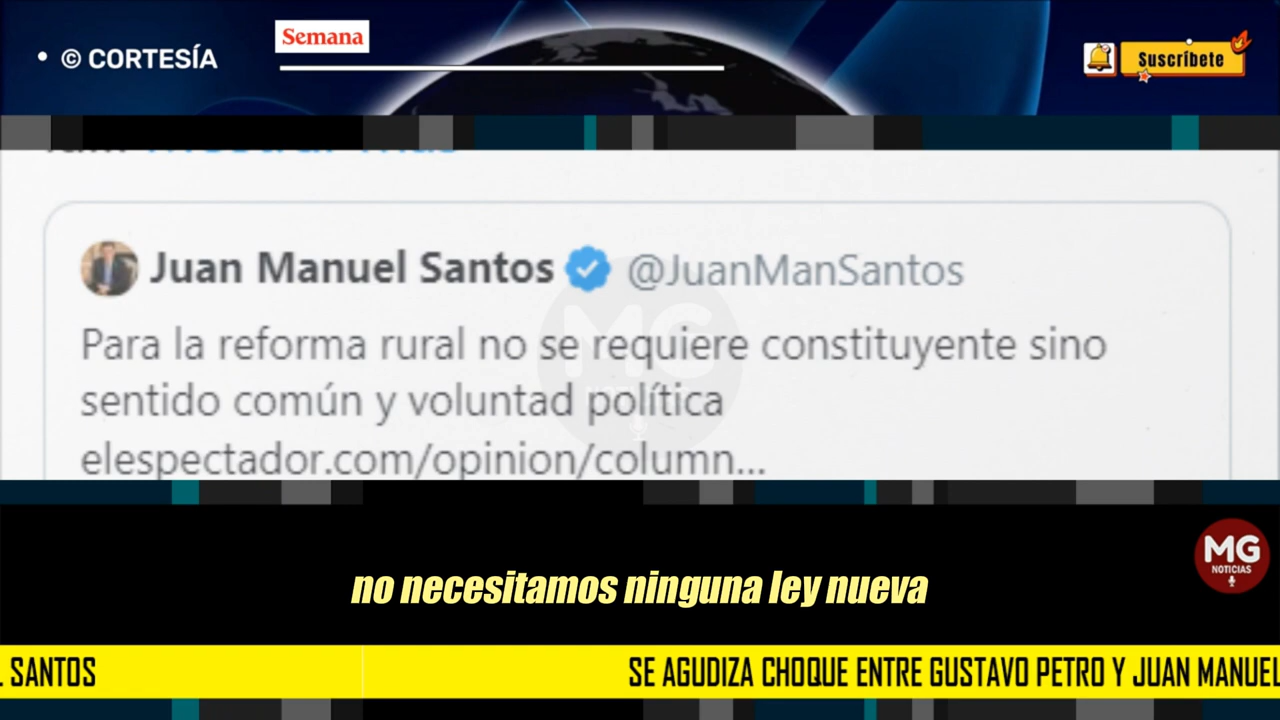 Semana
• © CORTESÍA
Suscríbete
Juan Manuel Santos @JuanManSantos
Para la reforma rural no se requiere constituyente sino
sentido común y voluntad política
elespectador.com/opinion/column...
MG
NOTICIAS
no necesitamos ninguna ley nueva
MG
NOTICIAS
. SANTOS SE AGUDIZA CHOQUE ENTRE GUSTAVO PETRO Y JUAN MANUEL